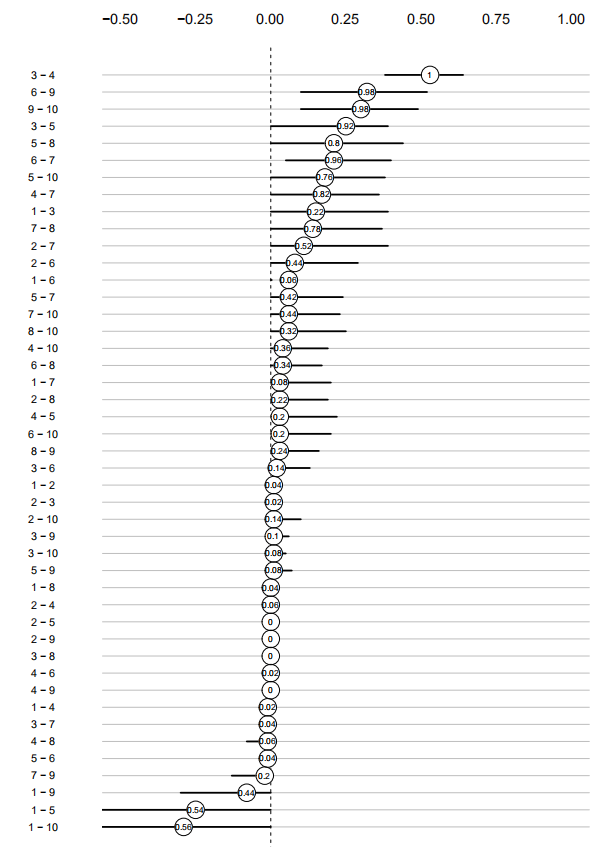 −0.50 −0.25 0.00 0.25 0.50 0.75 1.00
3 − 4 1
6 − 9 0.98
9 − 10 0.98
3 − 5 0.92
5 − 8 0.8
6 − 7 0.96
5 − 10 0.76
4 − 7 0.82
1 − 3 0.22
7 − 8 0.78
2 − 7 0.52
2 − 6 0.44
1 − 6 0.06
5 − 7 0.42
7 − 10 0.44
8 − 10 0.32
4 − 10 0.36
6 − 8 0.34
1 − 7 0.08
2 − 8 0.22
4 − 5 0.2
6 − 10 0.2
8 − 9 0.24
3 − 6 0.14
1 − 2 0.04
2 − 3 0.02
2 − 10 0.14
3 − 9 0.1
3 − 10 0.08
5 − 9 0.08
1 − 8 0.04
2 − 4 0.06
2 − 5 0
2 − 9 0
3 − 8 0
4 − 6 0.02
4 − 9 0
1 − 4 0.02
3 − 7 0.04
4 − 8 0.06
5 − 6 0.04
7 − 9 0.2
1 − 9 0.44
1 − 5 0.54
1 − 10 0.56